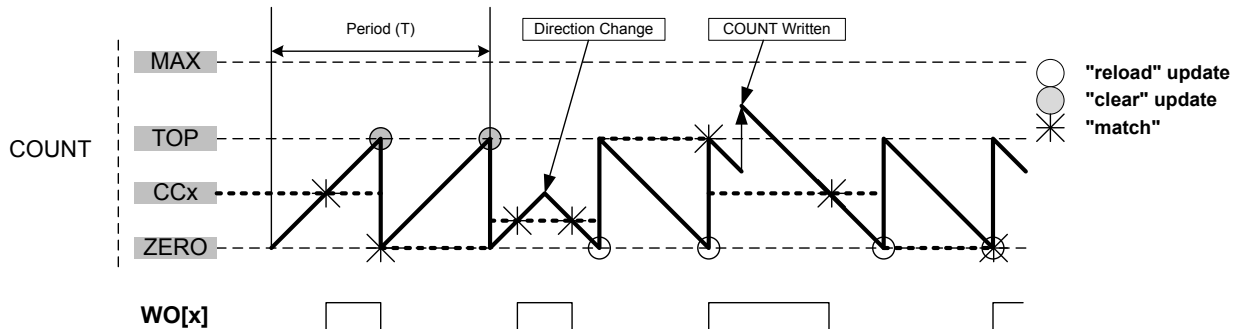 Period (T)
Direction Change
COUNT Written
MAX
"reload" update
"clear" update
TOP
"match"
COUNT
CCx
ZERO
WO[x]